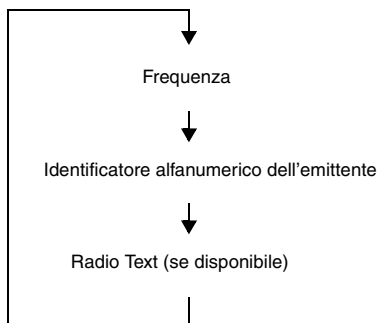 Frequenza
Identificatore alfanumerico dell'emittente
Radio Text (se disponibile)